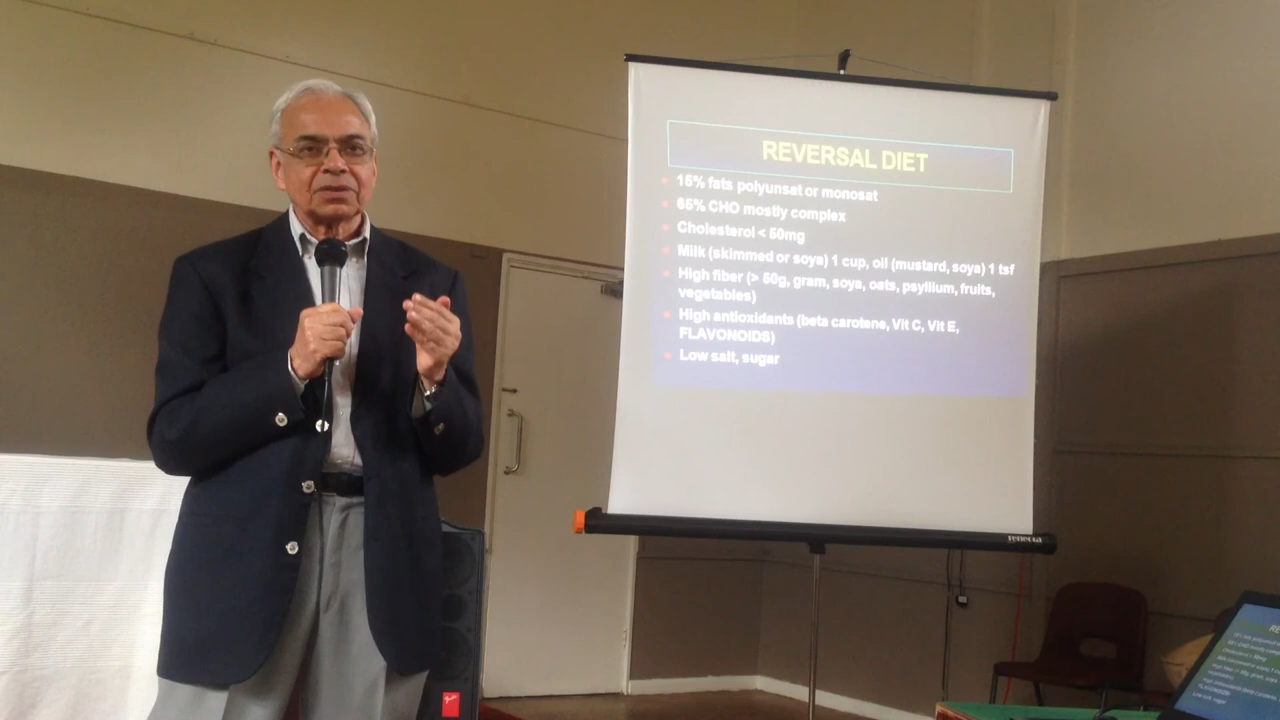 REVERSAL DIET
15% fats polyunsat or monosat
65% CHO mostly complex
Cholesterol < 50mg
Milk (skimmed or soya) 1 cup, oil (mustard, soya) 1 tsf
High fiber (> 50g, gram, soya, oats, psyllium, fruits,
vegetables)
High antioxidants (beta carotene, Vit C, Vit E,
FLAVONOIDS)
Low salt, sugar